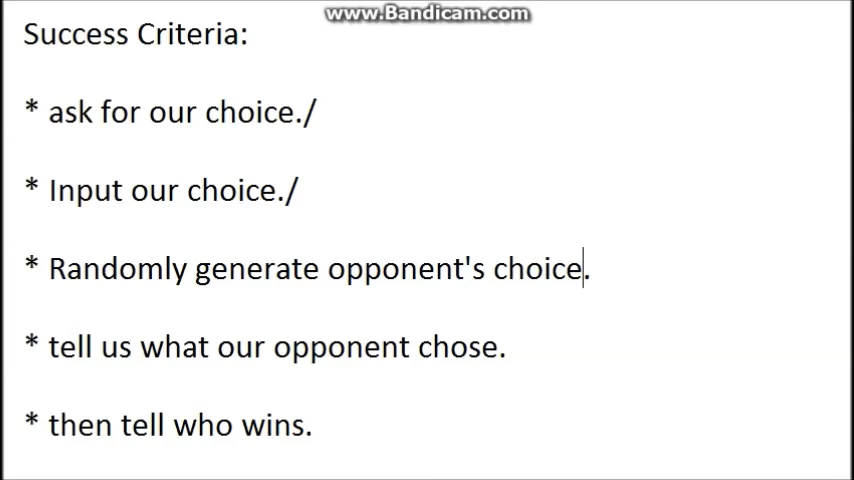 www.Bandicam.com
Success Criteria:
* ask for our choice./
* Input our choice./
* Randomly generate opponent's choice.
* tell us what our opponent chose.
* then tell who wins.